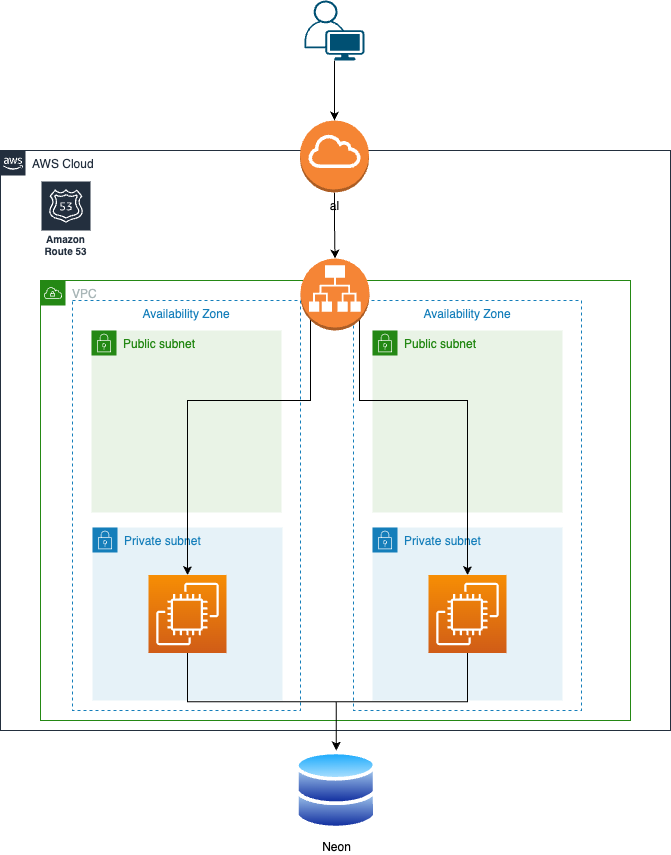 aws
AWS Cloud
al
53
Amazon
Route 53
VPC
Availability Zone
Availability Zone
Public subnet
Public subnet
Private subnet
Private subnet
Neon